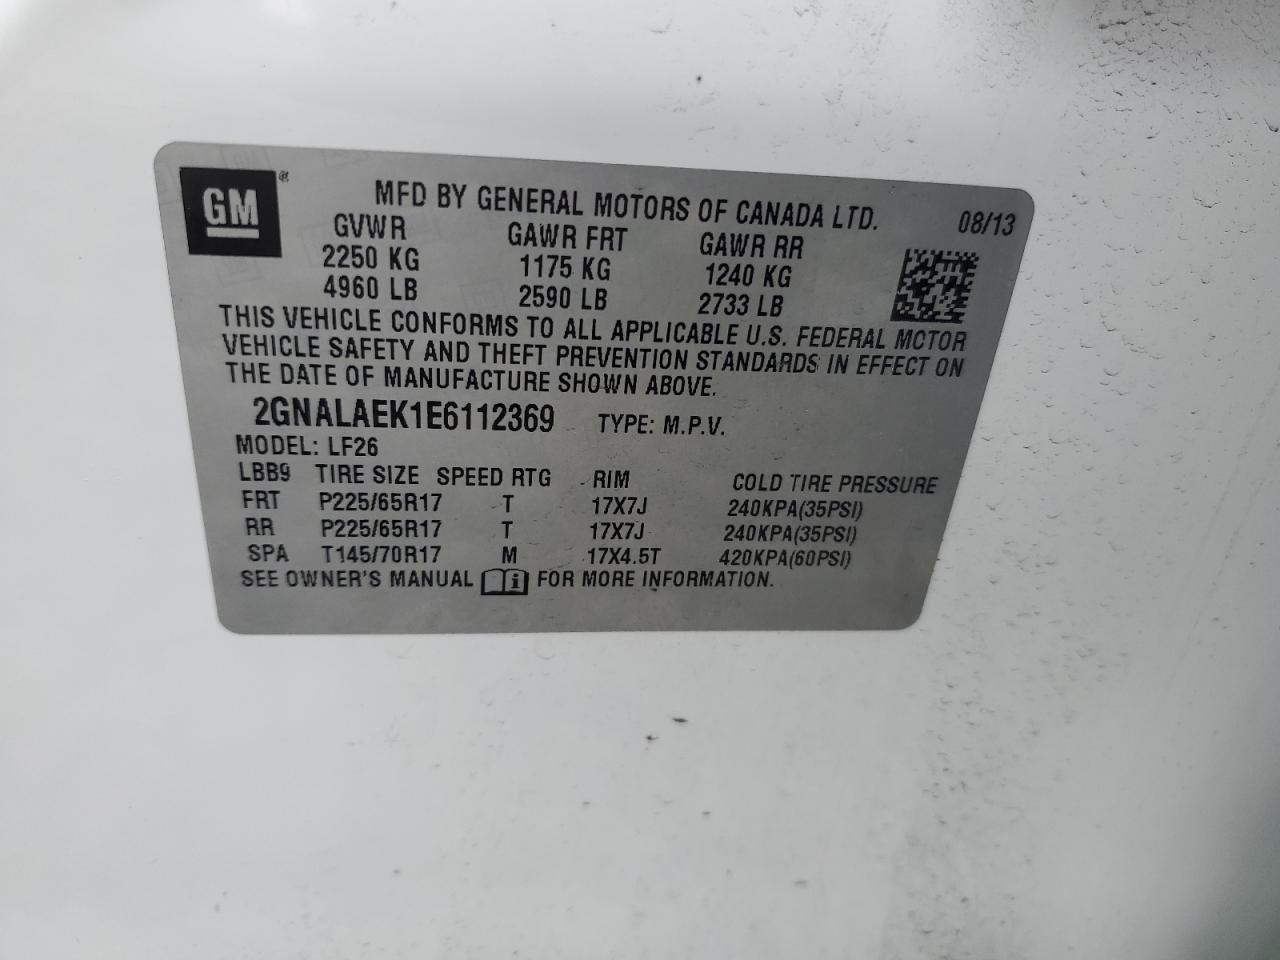 GM®
MFD BY GENERAL MOTORS OF CANADA LTD. 08/13
GVWR GAWR FRT GAWR RR
2250 KG 1175 KG 1240 KG
4960 LB 2590 LB 2733 LB
THIS VEHICLE CONFORMS TO ALL APPLICABLE U.S. FEDERAL MOTOR
VEHICLE SAFETY AND THEFT PREVENTION STANDARDS IN EFFECT ON
THE DATE OF MANUFACTURE SHOWN ABOVE.
2GNALAEK1E6112369 TYPE: M.P.V.
MODEL: LF26
LBB9 TIRE SIZE SPEED RTG RIM COLD TIRE PRESSURE
FRT P225/65R17 T 17X7J 240KPA(35PSI)
RR P225/65R17 T 17X7J 240KPA(35PSI)
SPA T145/70R17 M 17X4.5T 420KPA(60PSI)
SEE OWNER'S MANUAL i FOR MORE INFORMATION.